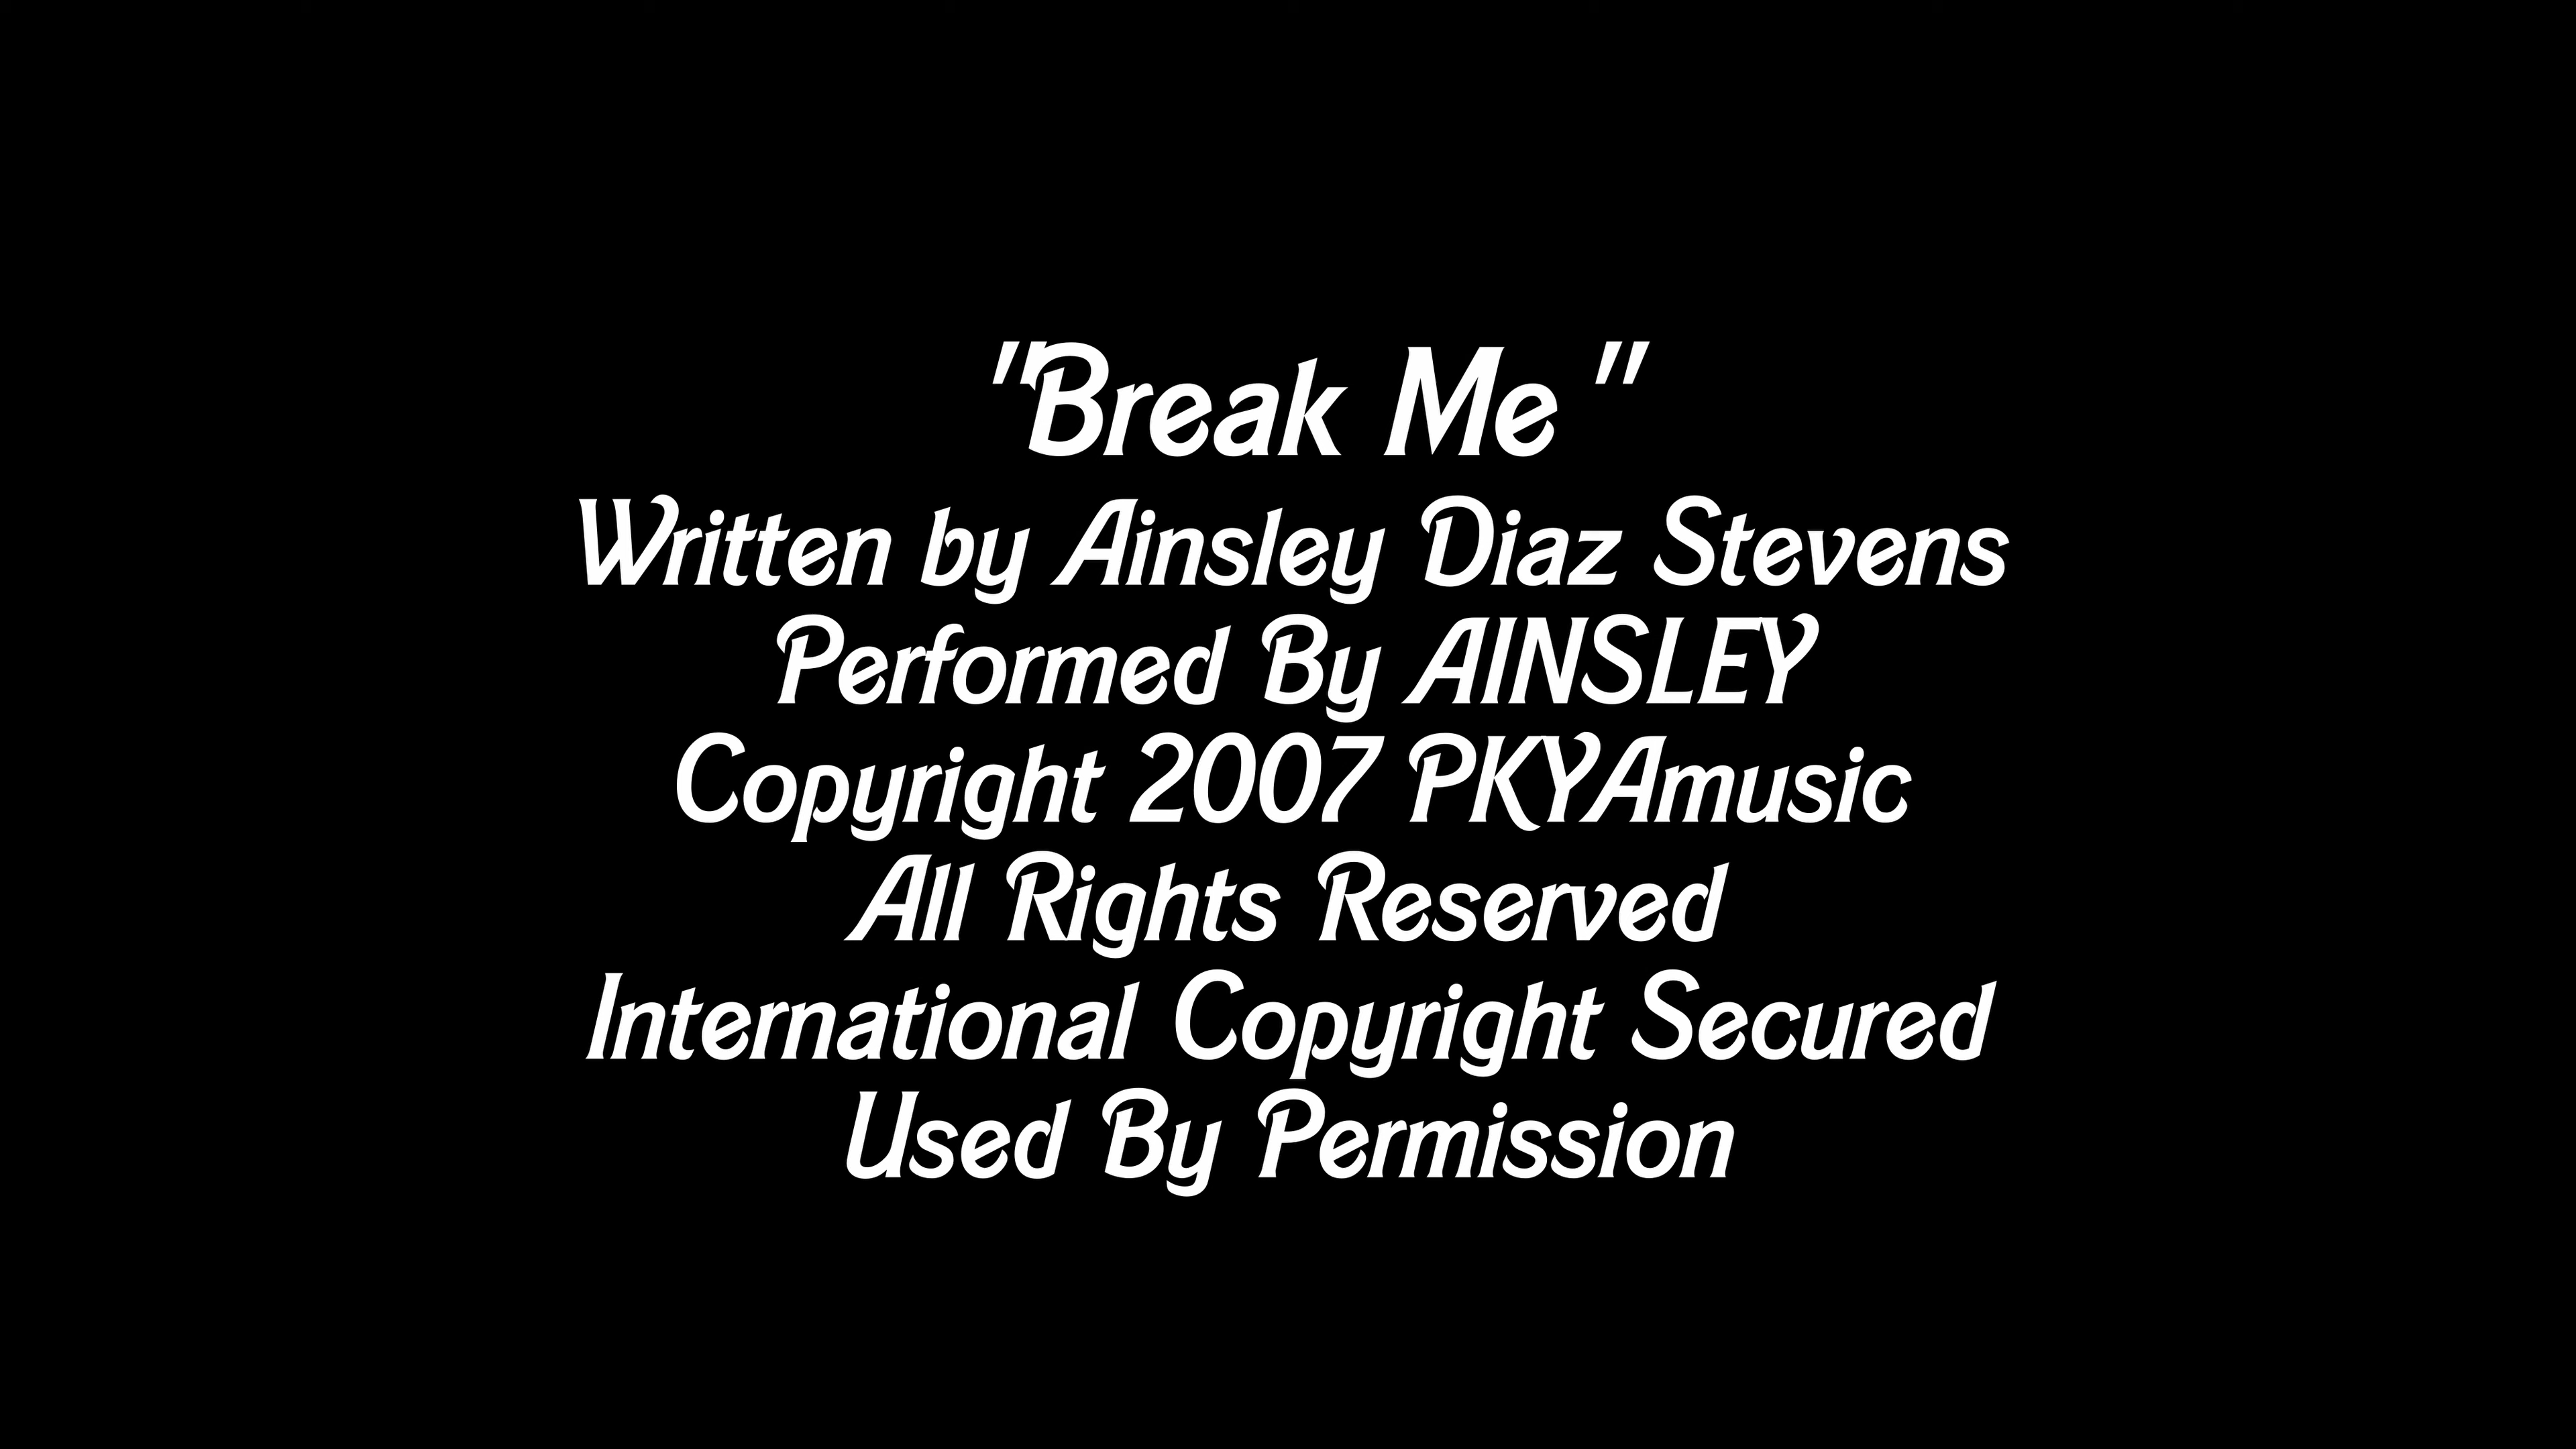 "Break Me"
Written by Ainsley Diaz Stevens
Performed By AINSLEY
Copyright 2007 PKYAmusic
All Rights Reserved
International Copyright Secured
Used By Permission